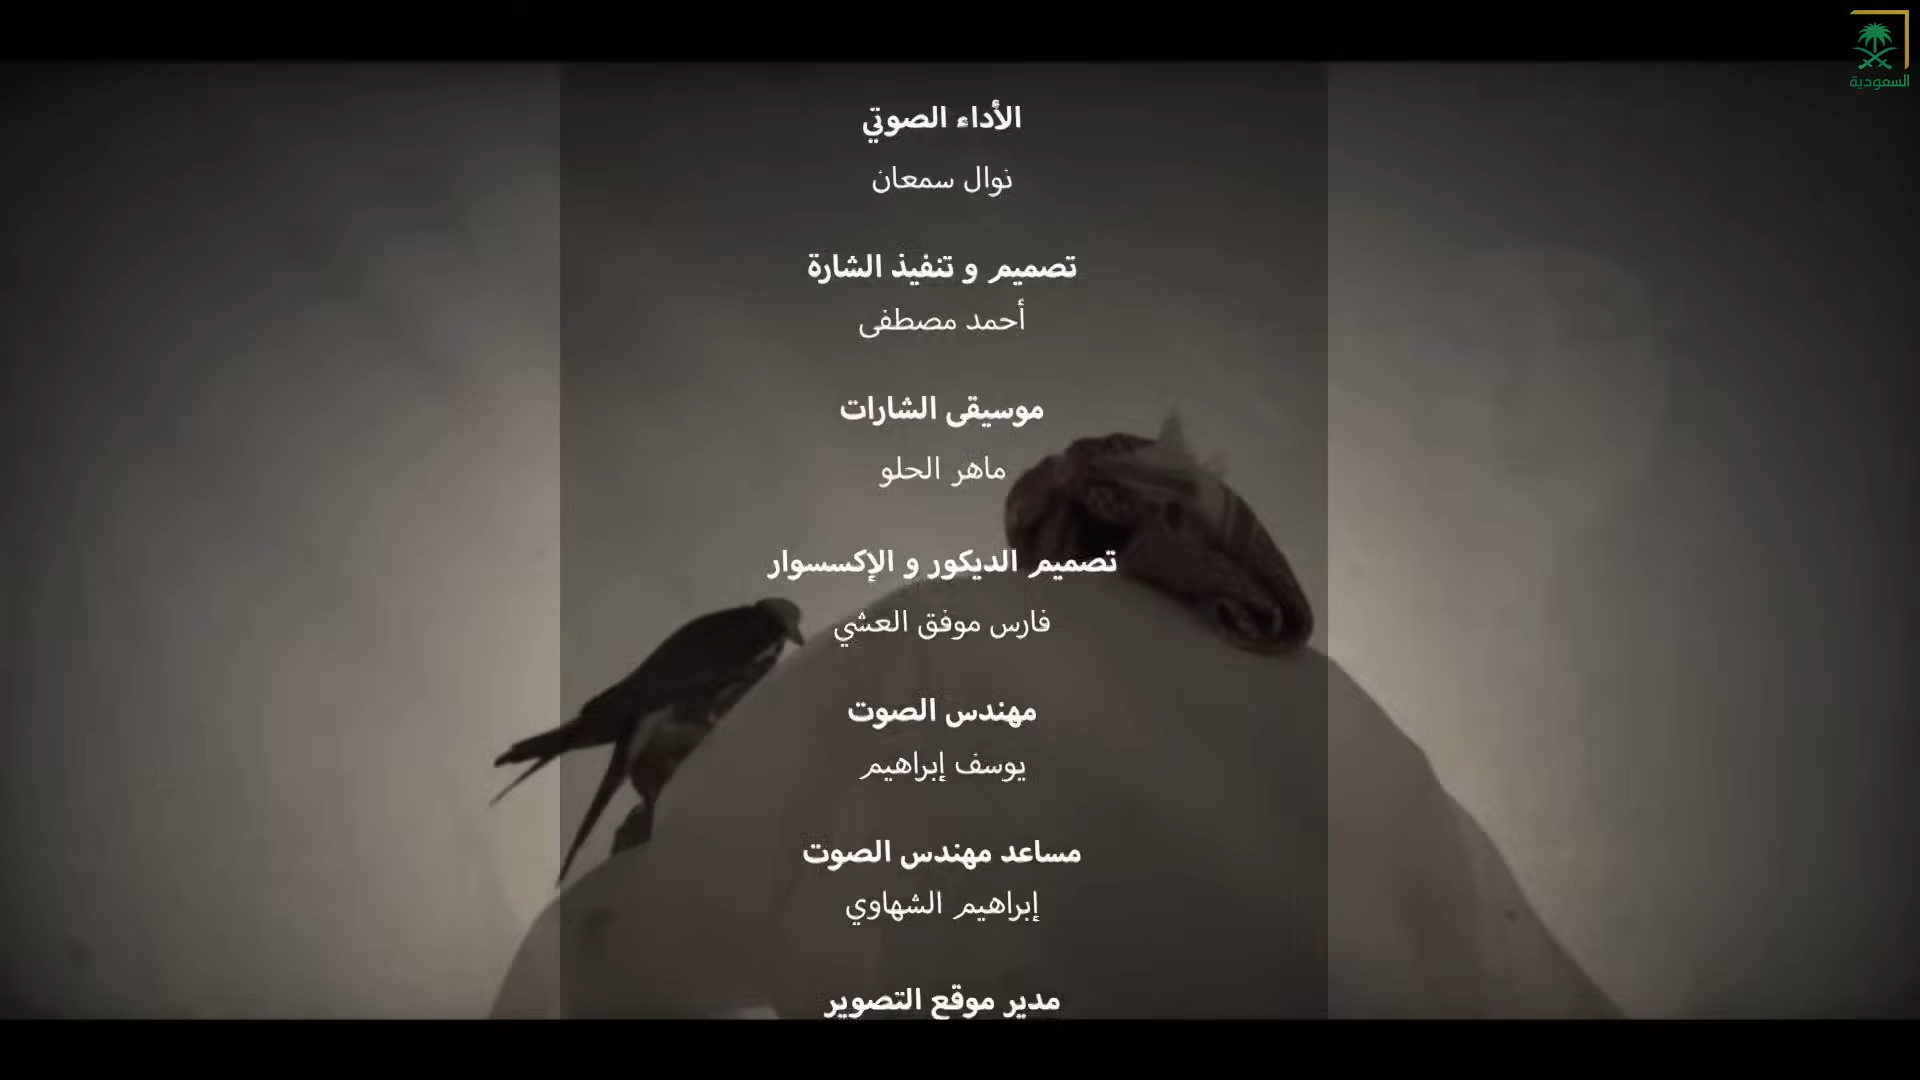 السعودية
الأداء الصوتي
نوال سمعان
تصميم و تنفيذ الشارة
أحمد مصطفى
موسيقى الشارات
ماهر الحلو
تصميم الديكور و الإكسسوار
فارس موفق العشي
مهندس الصوت
يوسف إبراهيم
مساعد مهندس الصوت
إبراهيم الشهاوي
مدير موقع التصوير